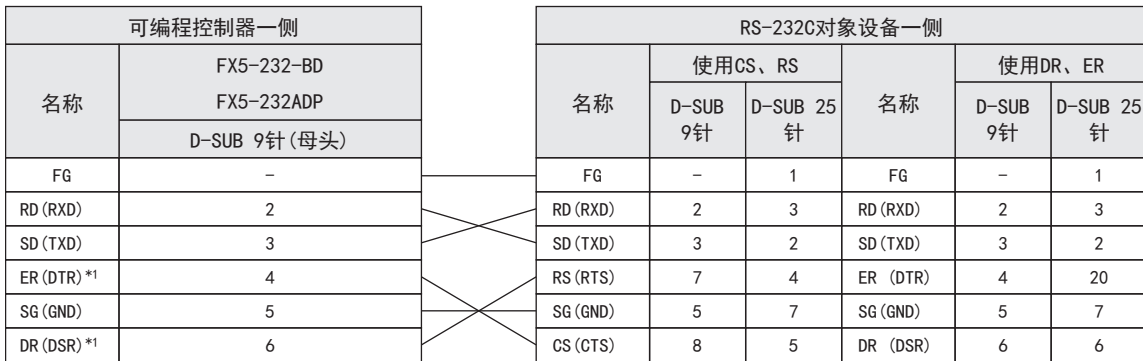 可编程控制器一侧
名称
FX5-232-BD
FX5-232ADP
D-SUB 9针(母头)
FG -
RD(RXD) 2
SD(TXD) 3
ER(DTR)*1 4
SG(GND) 5
DR(DSR)*1 6
RS-232C对象设备一侧
名称 使用CS、RS 名称 使用DR、ER
D-SUB 9针 D-SUB 25针 D-SUB 9针 D-SUB 25针
FG - 1 FG - 1
RD(RXD) 2 3 RD(RXD) 2 3
SD(TXD) 3 2 SD(TXD) 3 2
RS(RTS) 7 4 ER (DTR) 4 20
SG(GND) 5 7 SG(GND) 5 7
CS(CTS) 8 5 DR (DSR) 6 6